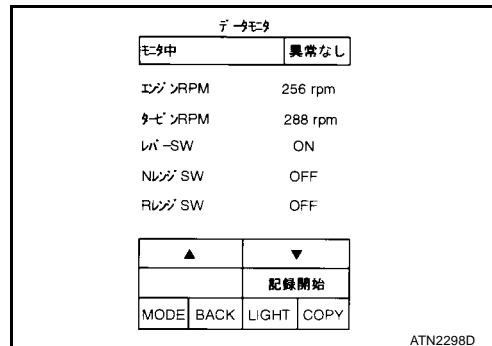 ﾃﾞｰﾀﾓﾆﾀ
ﾓﾆﾀ中 異常なし
ｴﾝｼﾞﾝRPM 256 rpm
ﾀｰﾋﾞﾝRPM 288 rpm
ﾚﾊﾞｰSW ON
NﾚﾝｼﾞSW OFF
RﾚﾝｼﾞSW OFF
▲ ▼
記録開始
MODE BACK LIGHT COPY
ATN2298D